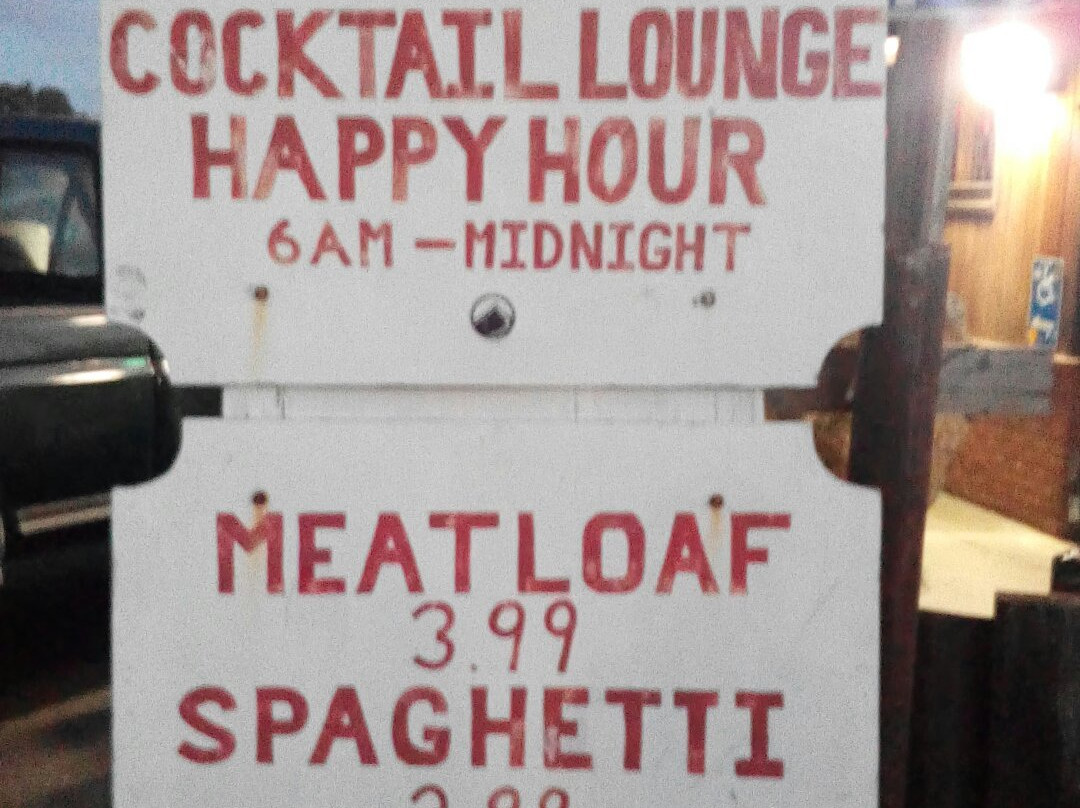 COCKTAIL LOUNGE
HAPPY HOUR
6AM – MIDNIGHT
MEATLOAF
3.99
SPAGHETTI